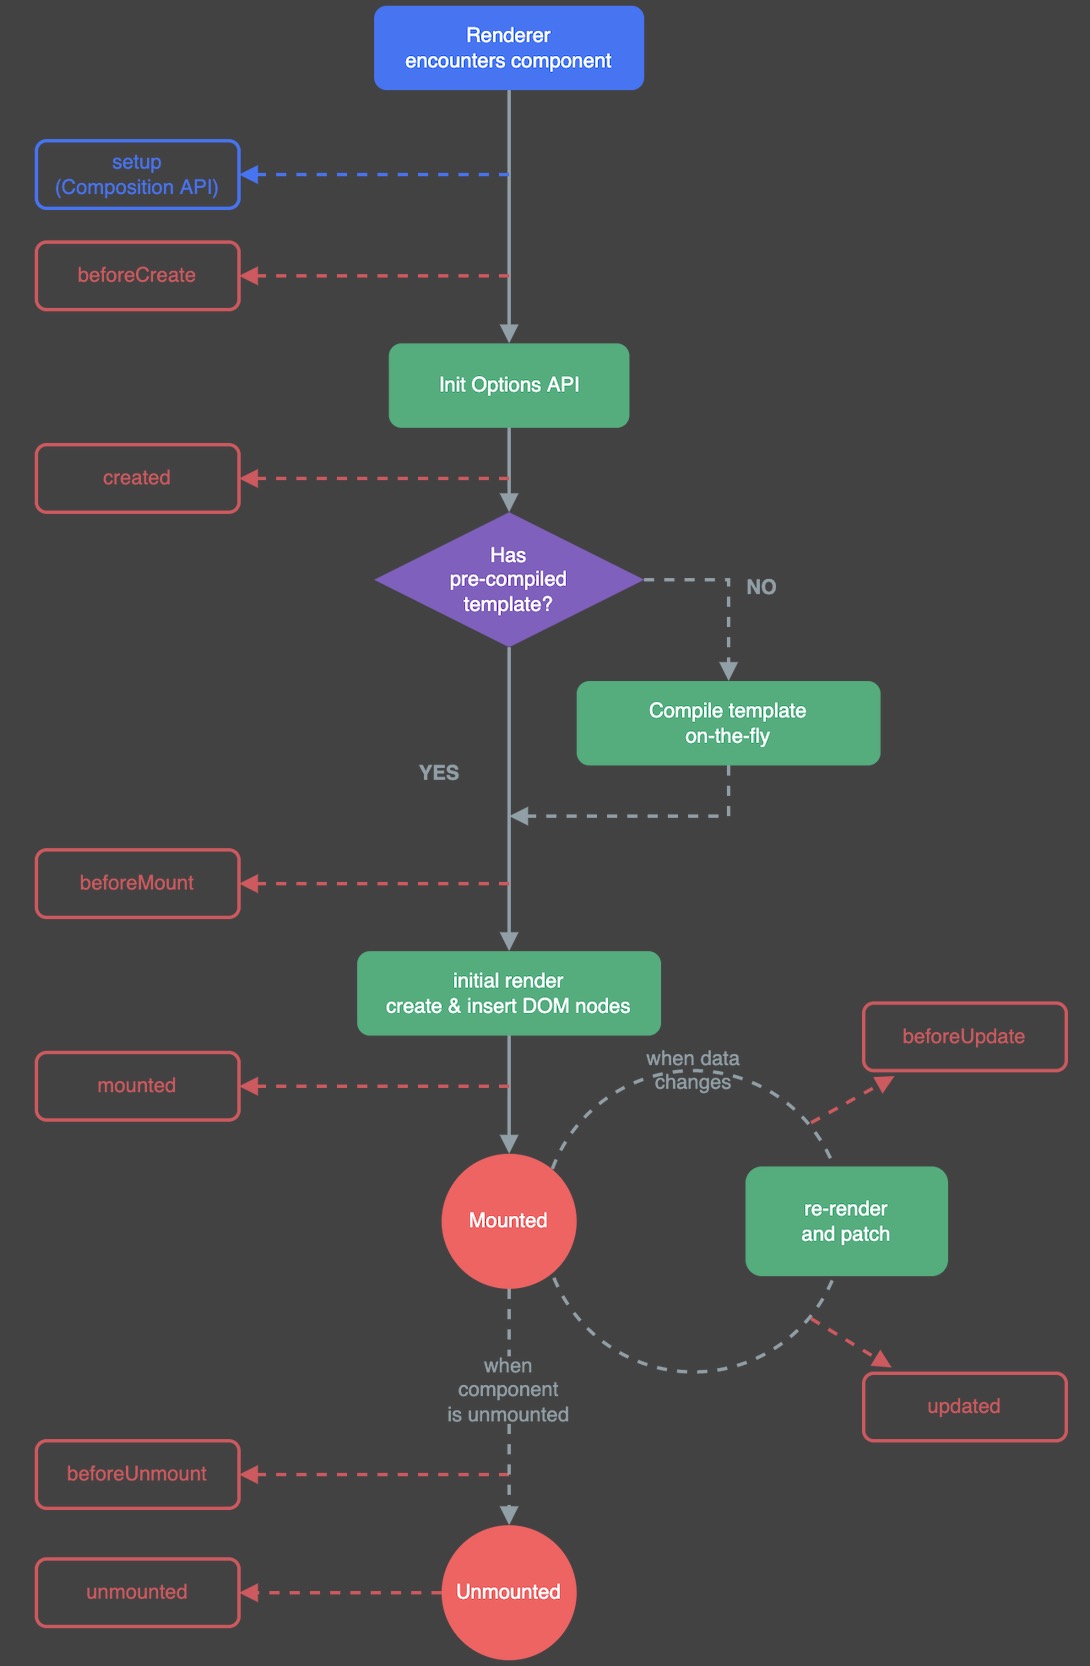 Renderer
encounters component
setup
(Composition API)
beforeCreate
Init Options API
created
Has
pre-compiled
template?
NO
Compile template
on-the-fly
YES
beforeMount
initial render
create & insert DOM nodes
mounted
when data
changes
beforeUpdate
Mounted
re-render
and patch
when
component
is unmounted
updated
beforeUnmount
unmounted
Unmounted